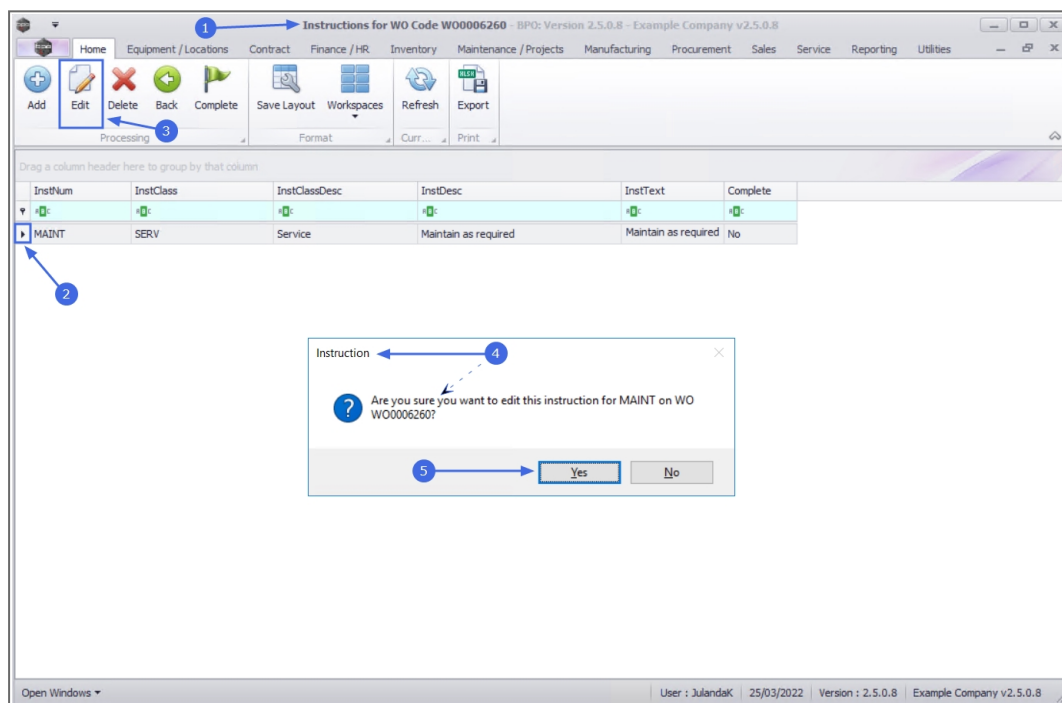 1
Instructions for WO Code WO0006260 - BPO: Version 2.5.0.8 - Example Company v2.5.0.8
Home Equipment / Locations Contract Finance / HR Inventory Maintenance / Projects Manufacturing Procurement Sales Service Reporting Utilities
Add Edit Delete Back Complete Save Layout Workspaces Refresh Export
3
Processing Format Curr... Print
Drag a column header here to group by that column
InstNum InstClass InstClassDesc InstDesc InstText Complete
MAINT SERV Service Maintain as required Maintain as required No
2
Instruction
4
Are you sure you want to edit this instruction for MAINT on WO
WO0006260?
5
Yes No
Open Windows User : JulandaK 25/03/2022 Version : 2.5.0.8 Example Company v2.5.0.8